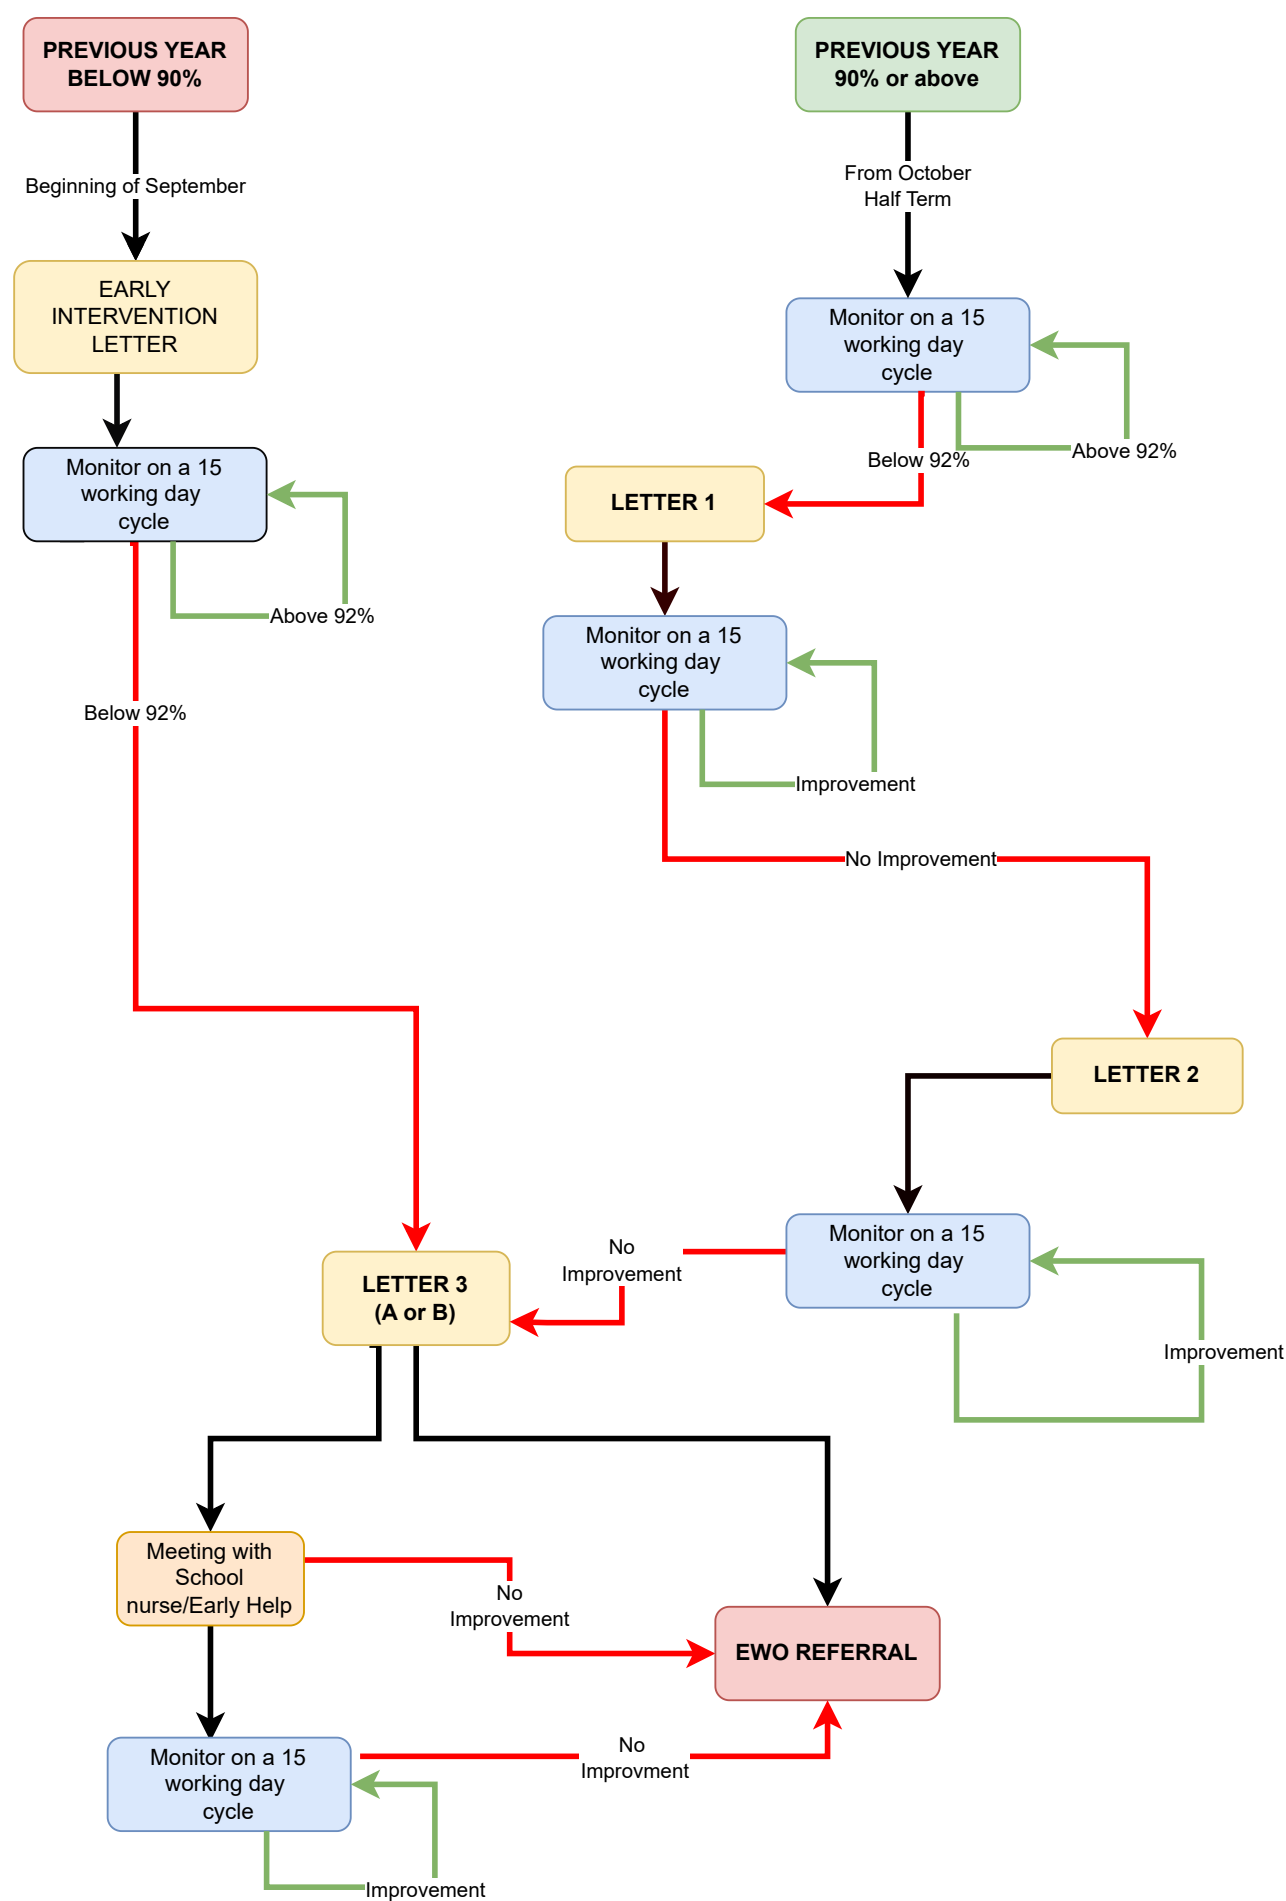 PREVIOUS YEAR
BELOW 90%
PREVIOUS YEAR
90% or above
Beginning of September
From October
Half Term
EARLY
INTERVENTION
LETTER
Monitor on a 15
working day
cycle
Above 92%
Below 92%
Monitor on a 15
working day
cycle
Above 92%
Below 92%
LETTER 1
Monitor on a 15
working day
cycle
Improvement
No Improvement
LETTER 2
Monitor on a 15
working day
cycle
Improvement
No
Improvement
LETTER 3
(A or B)
Meeting with
School
nurse/Early Help
No
Improvement
EWO REFERRAL
Monitor on a 15
working day
cycle
No
Improvment
Improvement